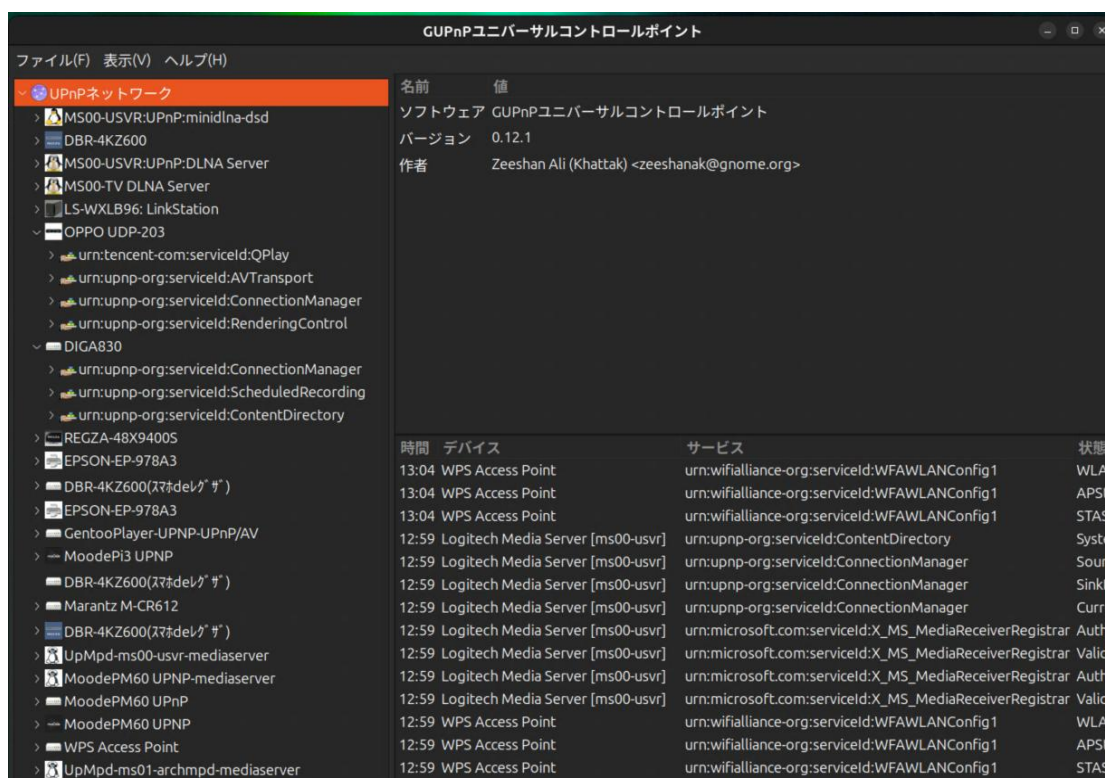 GUPnPユニバーサルコントロールポイント
ファイル(F) 表示(V) ヘルプ(H)
UPnPネットワーク
MS00-USVR:UPnP:minidlna-dsd
DBR-4KZ600
MS00-USVR:UPnP:DLNA Server
MS00-TV DLNA Server
LS-WXLB96: LinkStation
OPPO UDP-203
urn:tencent-com:serviceId:QPlay
urn:upnp-org:serviceId:AVTransport
urn:upnp-org:serviceId:ConnectionManager
urn:upnp-org:serviceId:RenderingControl
DIGA830
urn:upnp-org:serviceId:ConnectionManager
urn:upnp-org:serviceId:ScheduledRecording
urn:upnp-org:serviceId:ContentDirectory
REGZA-48X9400S
EPSON-EP-978A3
DBR-4KZ600(ｽﾏﾎdeﾚｸﾞｻﾞ)
EPSON-EP-978A3
GentooPlayer-UPNP-UPnP/AV
MoodePi3 UPNP
DBR-4KZ600(ｽﾏﾎdeﾚｸﾞｻﾞ)
Marantz M-CR612
DBR-4KZ600(ｽﾏﾎdeﾚｸﾞｻﾞ)
UpMpd-ms00-usvr-mediaserver
MoodePM60 UPNP-mediaserver
MoodePM60 UPnP
MoodePM60 UPNP
WPS Access Point
UpMpd-ms01-archmpd-mediaserver
名前 値
ソフトウェア GUPnPユニバーサルコントロールポイント
バージョン 0.12.1
作者 Zeeshan Ali (Khattak) <zeeshanak@gnome.org>
時間 デバイス サービス 状態
13:04 WPS Access Point urn:wifialliance-org:serviceId:WFAWLANConfig1 WLA
13:04 WPS Access Point urn:wifialliance-org:serviceId:WFAWLANConfig1 APS
13:04 WPS Access Point urn:wifialliance-org:serviceId:WFAWLANConfig1 STAS
12:59 Logitech Media Server [ms00-usvr] urn:upnp-org:serviceId:ContentDirectory Syst
12:59 Logitech Media Server [ms00-usvr] urn:upnp-org:serviceId:ConnectionManager Sour
12:59 Logitech Media Server [ms00-usvr] urn:upnp-org:serviceId:ConnectionManager Sink
12:59 Logitech Media Server [ms00-usvr] urn:upnp-org:serviceId:ConnectionManager Curr
12:59 Logitech Media Server [ms00-usvr] urn:microsoft.com:serviceId:X_MS_MediaReceiverRegistrar Auth
12:59 Logitech Media Server [ms00-usvr] urn:microsoft.com:serviceId:X_MS_MediaReceiverRegistrar Valid
12:59 Logitech Media Server [ms00-usvr] urn:microsoft.com:serviceId:X_MS_MediaReceiverRegistrar Auth
12:59 Logitech Media Server [ms00-usvr] urn:microsoft.com:serviceId:X_MS_MediaReceiverRegistrar Valid
12:59 WPS Access Point urn:wifialliance-org:serviceId:WFAWLANConfig1 WLA
12:59 WPS Access Point urn:wifialliance-org:serviceId:WFAWLANConfig1 APS
12:59 WPS Access Point urn:wifialliance-org:serviceId:WFAWLANConfig1 STAS